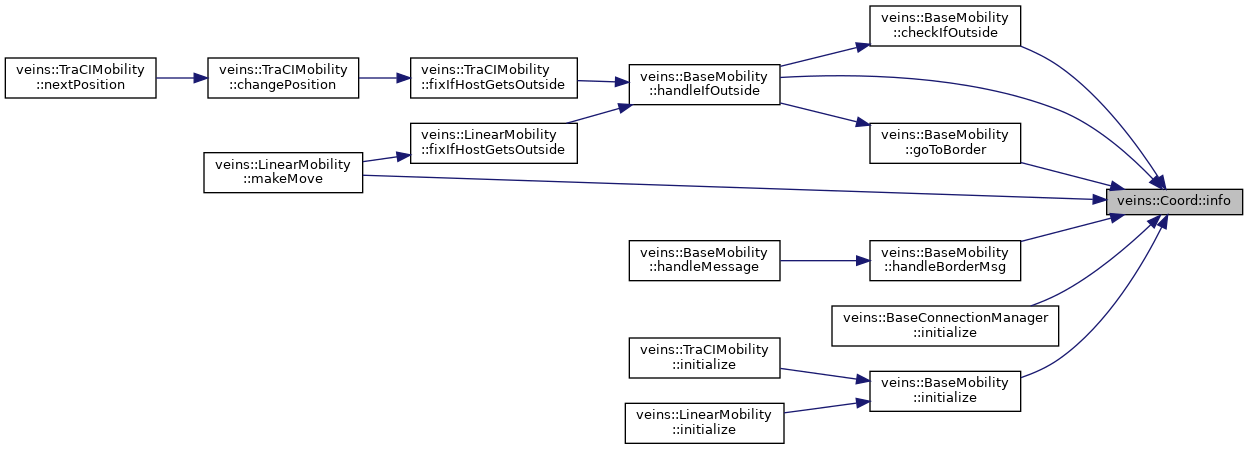 veins::BaseMobility
::checkIfOutside
veins::TraCIMobility
::nextPosition
veins::TraCIMobility
::changePosition
veins::TraCIMobility
::fixIfHostGetsOutside
veins::BaseMobility
::handleIfOutside
veins::LinearMobility
::fixIfHostGetsOutside
veins::BaseMobility
::goToBorder
veins::LinearMobility
::makeMove
veins::Coord::info
veins::BaseMobility
::handleMessage
veins::BaseMobility
::handleBorderMsg
veins::BaseConnectionManager
::initialize
veins::TraCIMobility
::initialize
veins::BaseMobility
::initialize
veins::LinearMobility
::initialize